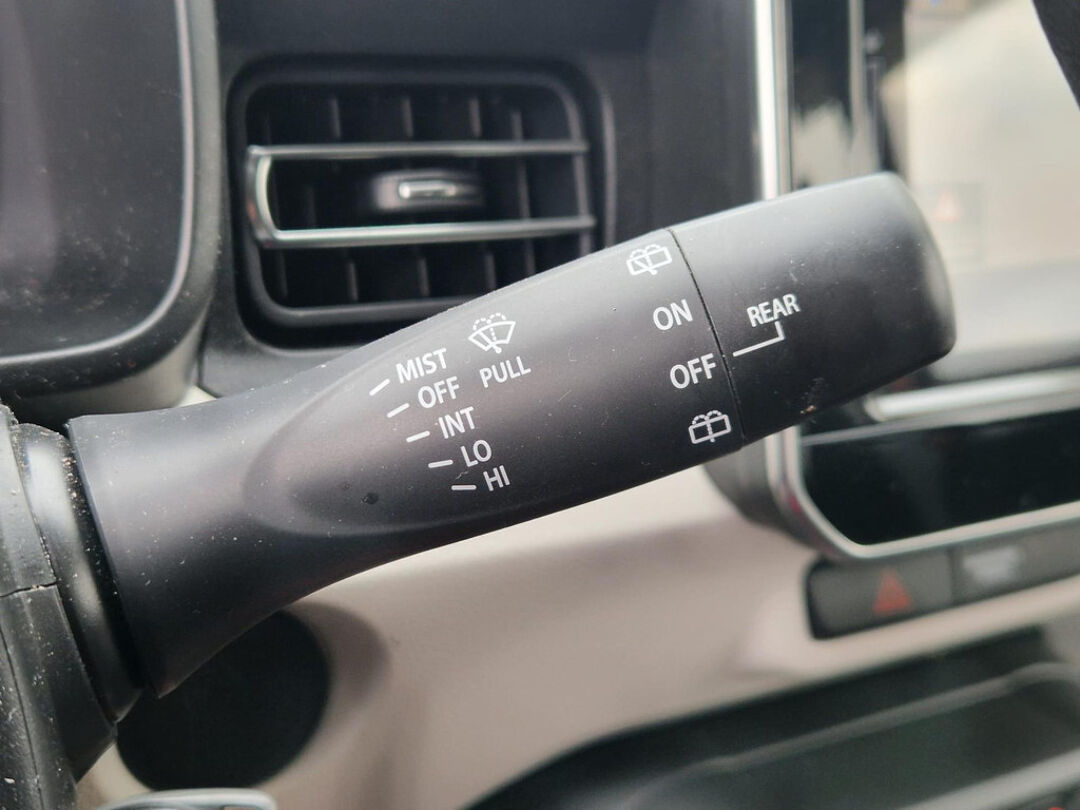 MIST
OFF
INT
LO
HI
PULL
ON
OFF
REAR